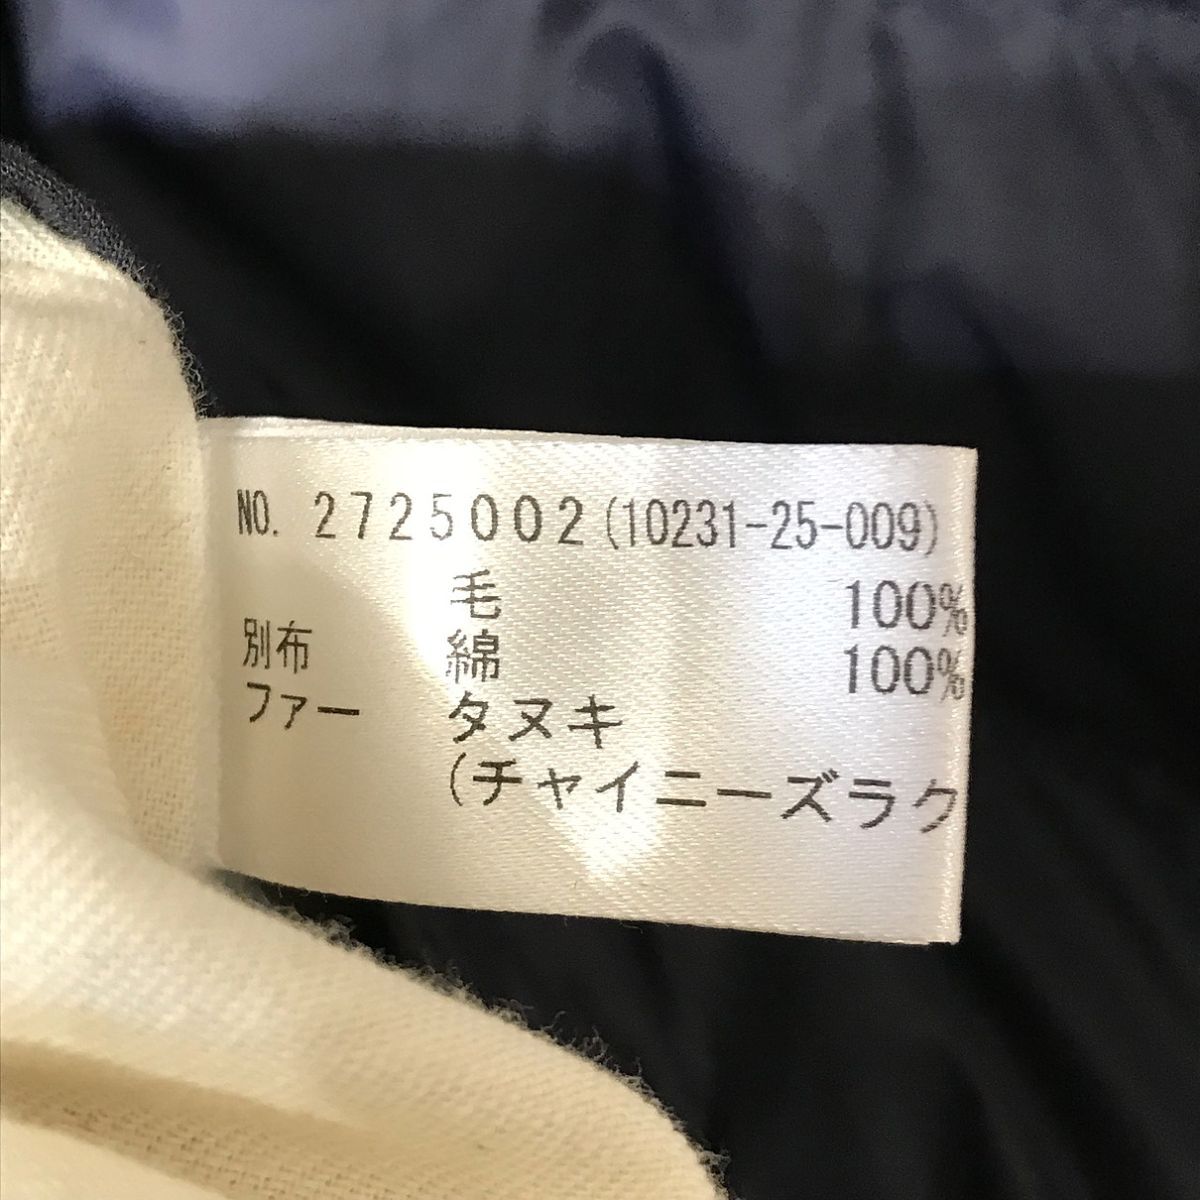 NO. 2725002(10231-25-009)
毛 100%
別布 綿 100%
ファー タヌキ
(チャイニーズラク